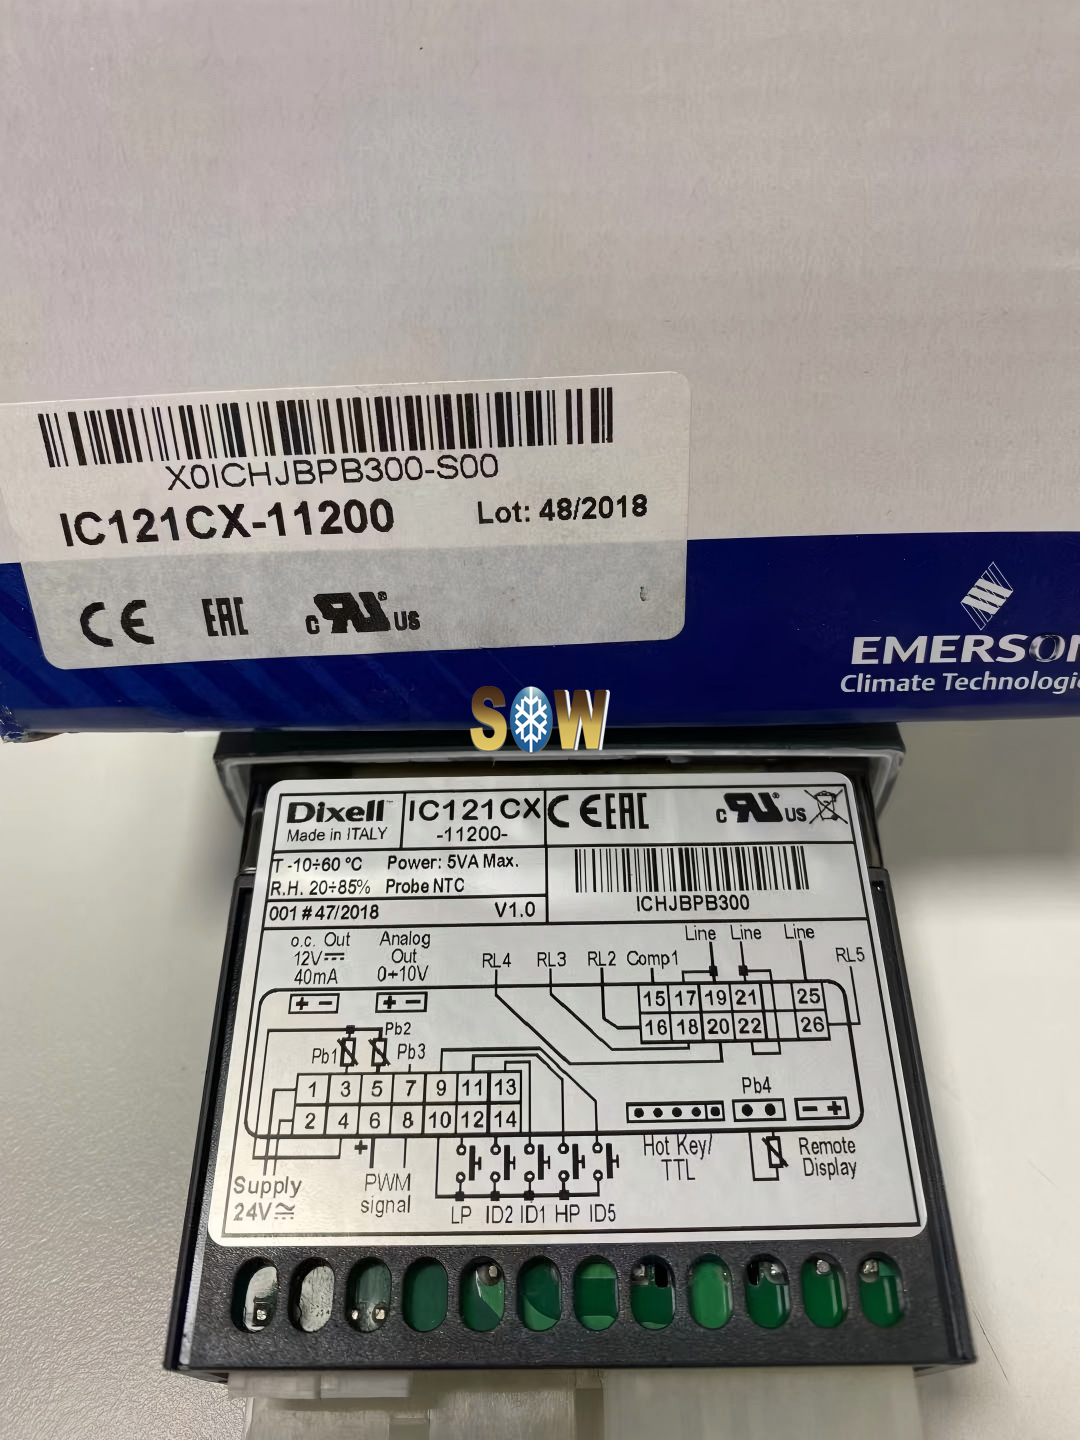 X0ICHJBPB300-S00
IC121CX-11200
Lot: 48/2018
CE EAC c RU US
EMERSON
Climate Technologie
SOW
Dixell
Made in ITALY
IC121CX
-11200-
CE EAC c RU US
T -10÷60 °C Power: 5VA Max.
R.H. 20÷85% Probe NTC
001 # 47/2018 V1.0
ICHJBPB300
o.c. Out
12V
40mA
Analog
Out
0÷10V
RL4 RL3 RL2 Comp1
Line Line Line
RL5
+ − + −
15 17 19 21 25
16 18 20 22 26
Pb1 Pb2 Pb3
1 3 5 7 9 11 13
2 4 6 8 10 12 14
Pb4
− +
Hot Key/
TTL
Remote
Display
Supply
24V
+
PWM
signal
LP ID2 ID1 HP ID5